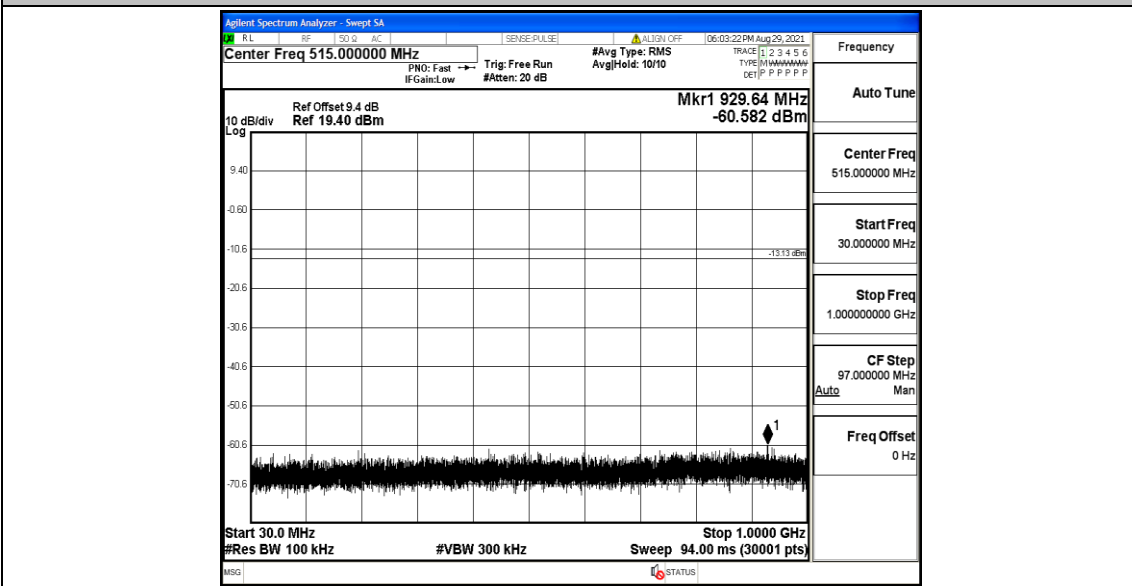 Agilent Spectrum Analyzer - Swept SA
RL RF 50 Ω AC SENSE:PULSE ALIGN OFF 06:03:22 PM Aug 29, 2021
Center Freq 515.000000 MHz
PNO: Fast
IFGain:Low
Trig: Free Run
#Atten: 20 dB
#Avg Type: RMS
Avg|Hold: 10/10
TRACE 1 2 3 4 5 6
TYPE M
DET P P P P P P
Ref Offset 9.4 dB
10 dB/div Ref 19.40 dBm
Log
Mkr1 929.64 MHz
-60.582 dBm
9.40
-0.60
-10.6
-13.13 dBm
-20.6
-30.6
-40.6
-50.6
1
-60.6
-70.6
Start 30.0 MHz
Stop 1.0000 GHz
#Res BW 100 kHz
#VBW 300 kHz
Sweep 94.00 ms (30001 pts)
MSG
STATUS
Frequency
Auto Tune
Center Freq
515.000000 MHz
Start Freq
30.000000 MHz
Stop Freq
1.000000000 GHz
CF Step
97.000000 MHz
Auto Man
Freq Offset
0 Hz